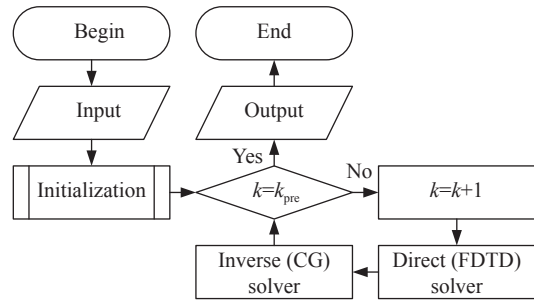 Begin
End
Input
Output
Yes
No
Initialization
k=kpre
k=k+1
Inverse (CG)
solver
Direct (FDTD)
solver